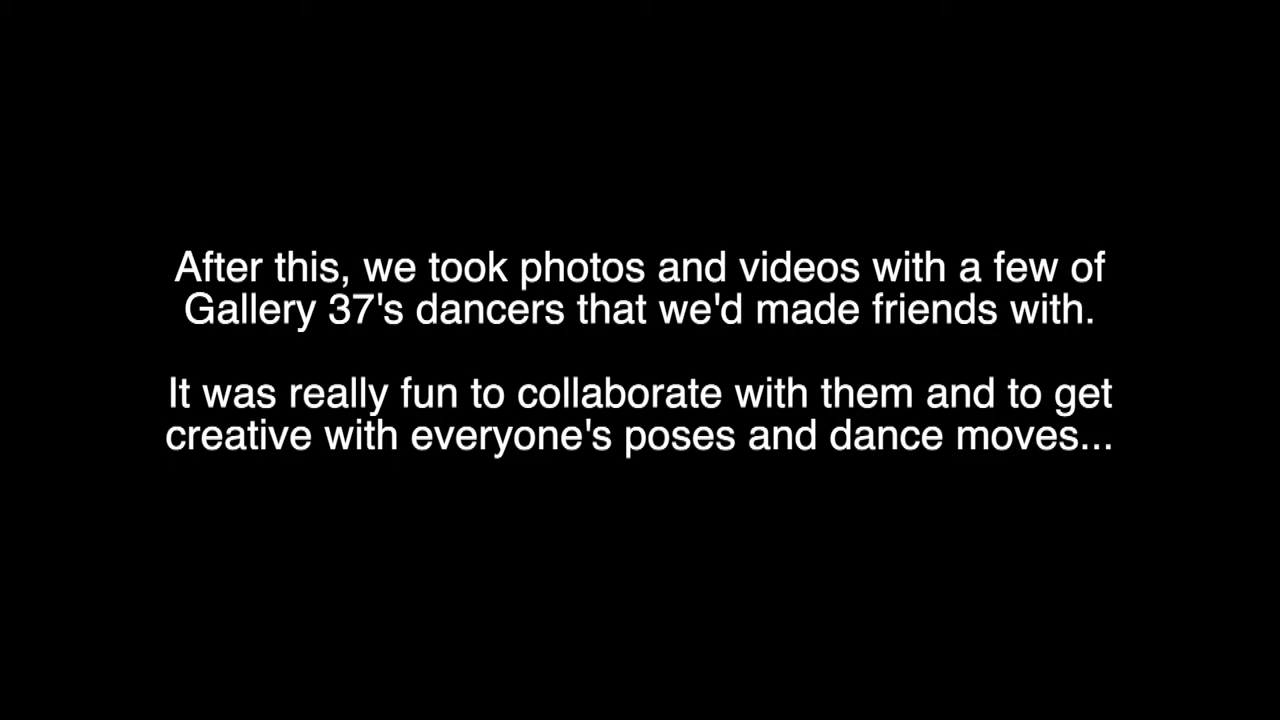 After this, we took photos and videos with a few of
Gallery 37's dancers that we'd made friends with.
It was really fun to collaborate with them and to get
creative with everyone's poses and dance moves...